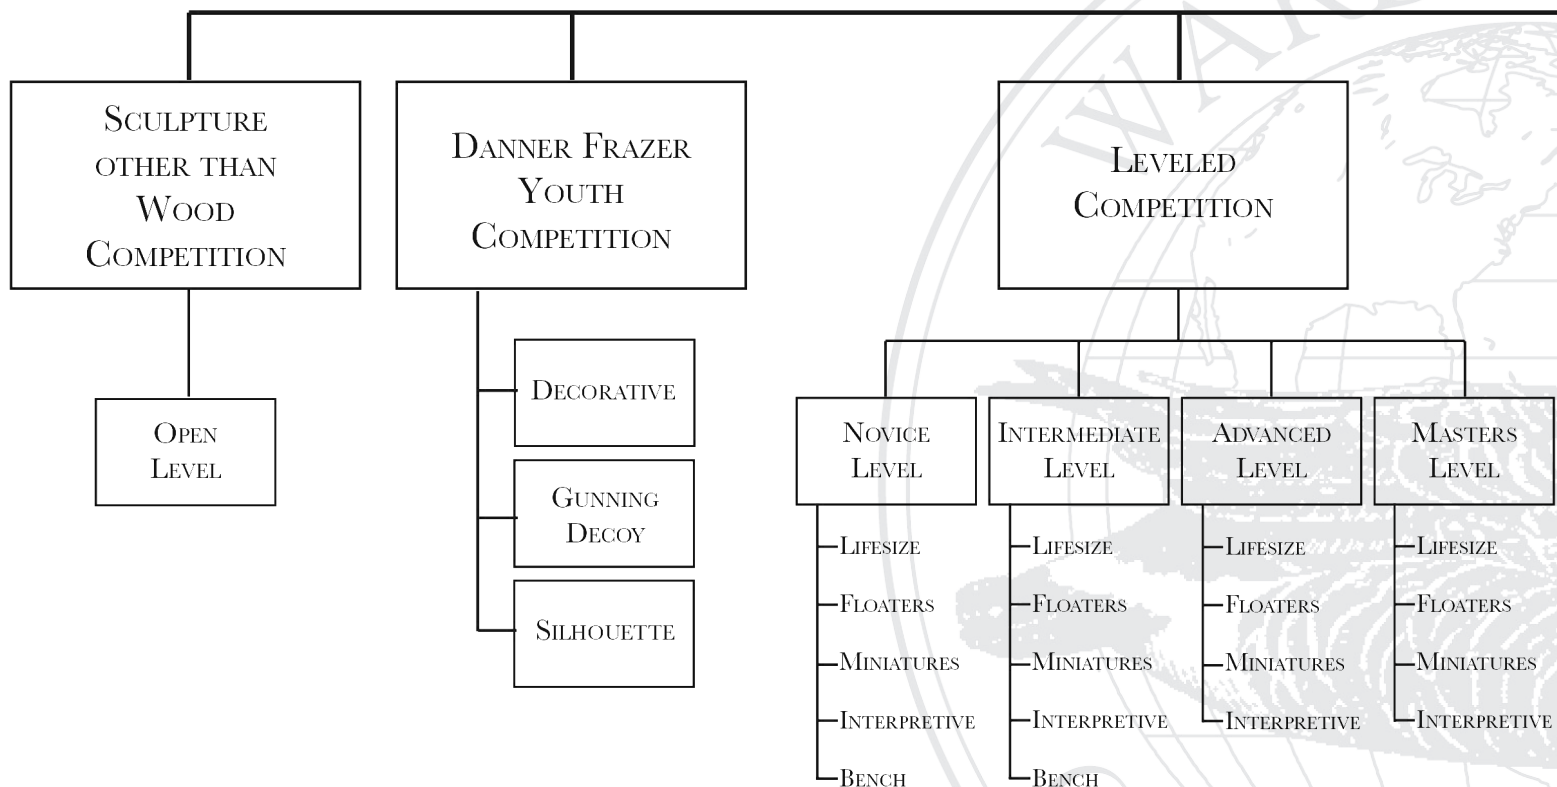 Sculpture
other than
Wood
Competition
Open
Level
Danner Frazer
Youth
Competition
Decorative
Gunning
Decoy
Silhouette
Leveled
Competition
Novice
Level
Lifesize
Floaters
Miniatures
Interpretive
Bench
Intermediate
Level
Lifesize
Floaters
Miniatures
Interpretive
Bench
Advanced
Level
Lifesize
Floaters
Miniatures
Interpretive
Masters
Level
Lifesize
Floaters
Miniatures
Interpretive